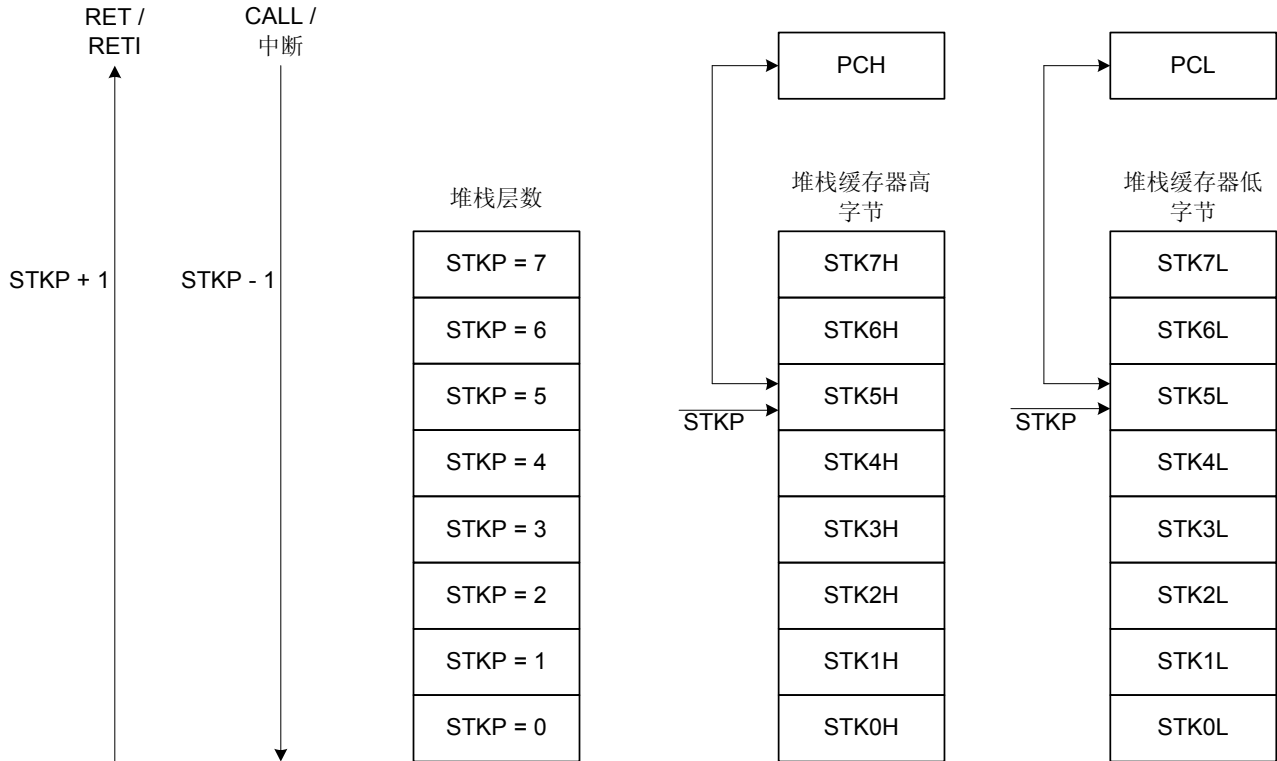 RET /
RETI
CALL /
中断
PCH
PCL
堆栈层数
堆栈缓存器高
字节
堆栈缓存器低
字节
STKP + 1
STKP - 1
STKP = 7
STK7H
STK7L
STKP = 6
STK6H
STK6L
STKP = 5
STK5H
STK5L
STKP
STKP
STKP = 4
STK4H
STK4L
STKP = 3
STK3H
STK3L
STKP = 2
STK2H
STK2L
STKP = 1
STK1H
STK1L
STKP = 0
STK0H
STK0L